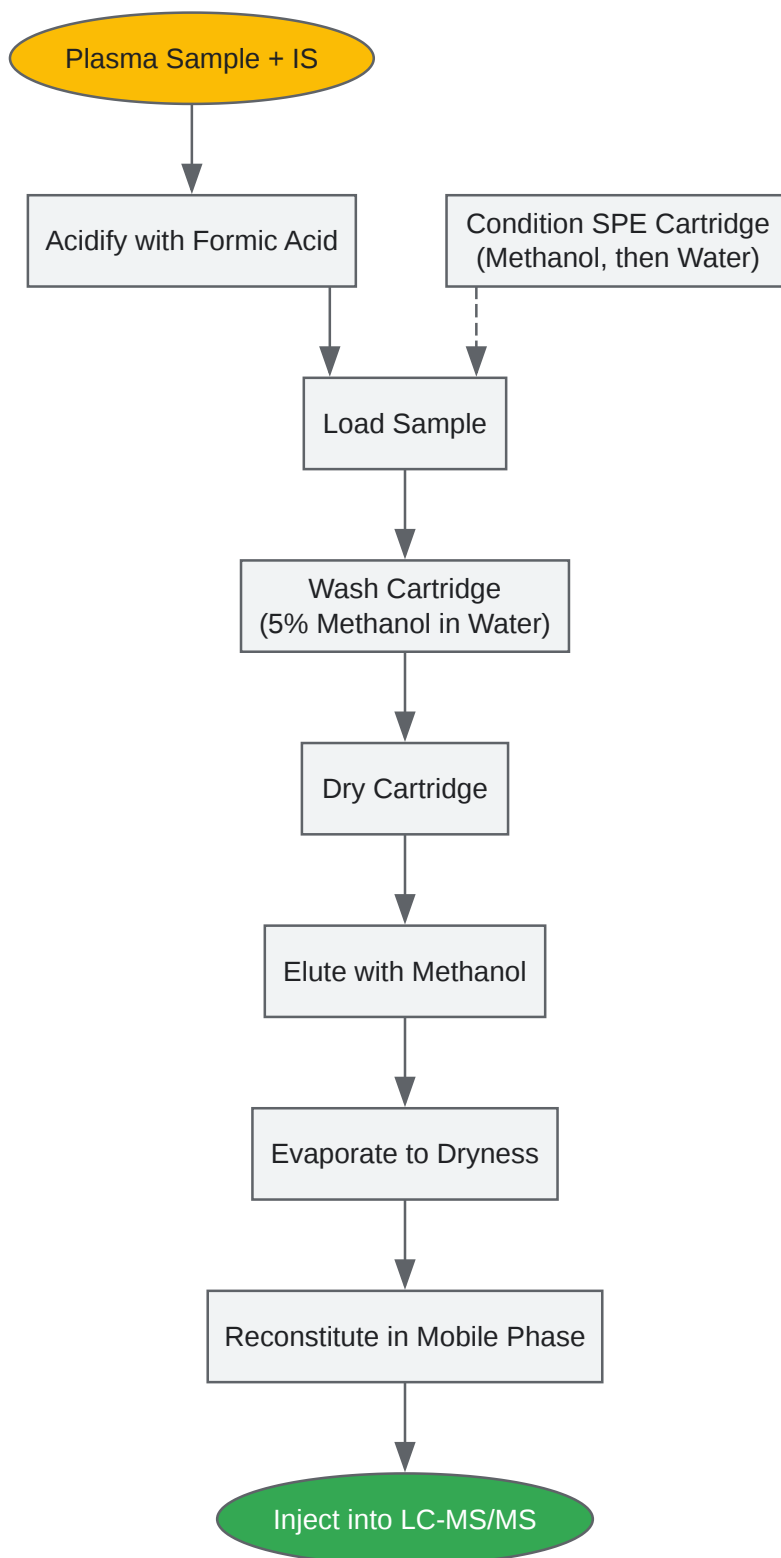 Plasma Sample + IS
Acidify with Formic Acid
Condition SPE Cartridge
(Methanol, then Water)
Load Sample
Wash Cartridge
(5% Methanol in Water)
Dry Cartridge
Elute with Methanol
Evaporate to Dryness
Reconstitute in Mobile Phase
Inject into LC-MS/MS